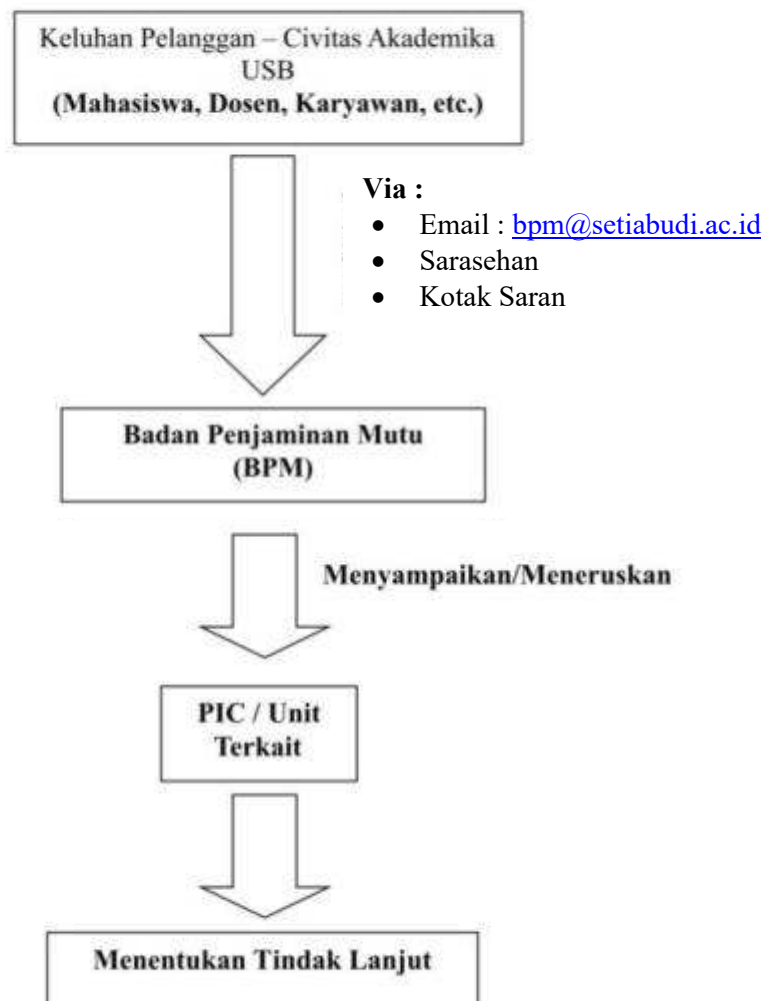 Keluhan Pelanggan – Civitas Akademika
USB
(Mahasiswa, Dosen, Karyawan, etc.)
Via :
• Email : bpm@setiabudi.ac.id
• Sarasehan
• Kotak Saran
Badan Penjaminan Mutu
(BPM)
Menyampaikan/Meneruskan
PIC / Unit
Terkait
Menentukan Tindak Lanjut